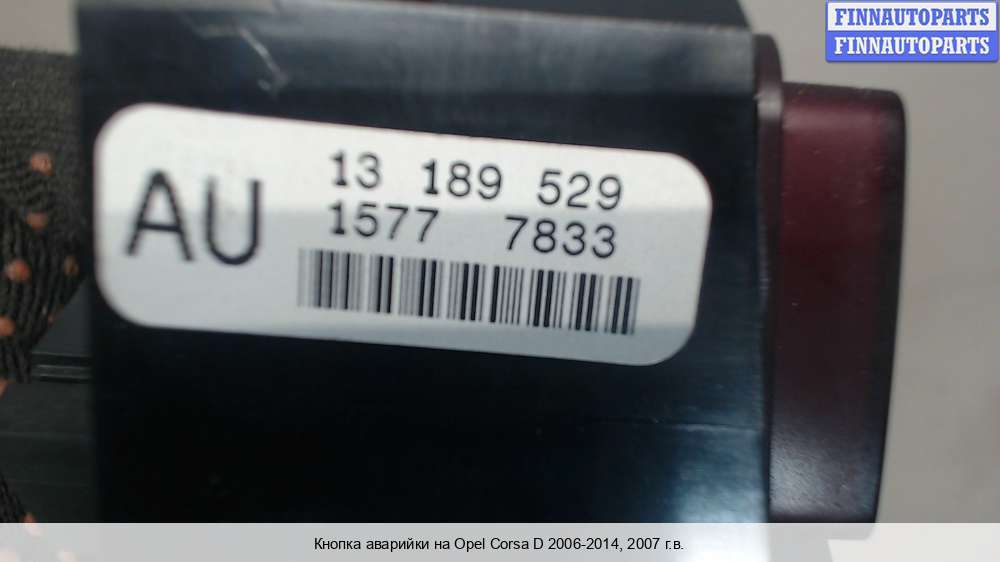 FINNAUTOPARTS
FINNAUTOPARTS
AU
13 189 529
1577 7833
Кнопка аварийки на Opel Corsa D 2006-2014, 2007 г.в.